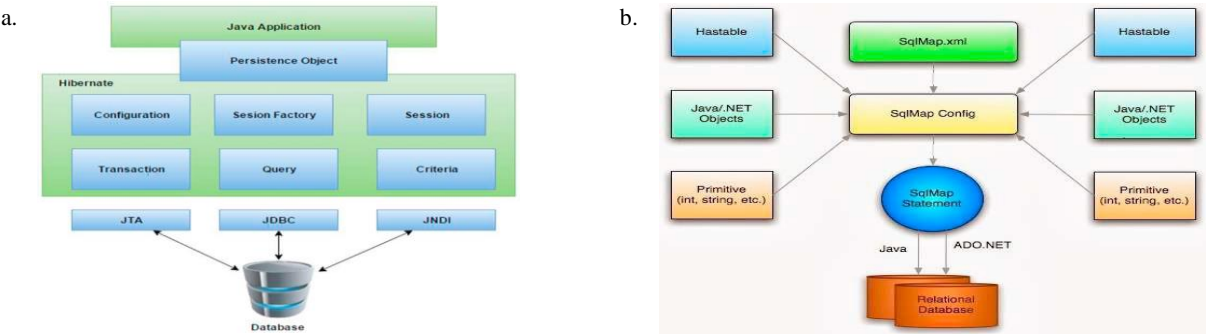 a.
Java Application
Persistence Object
Hibernate
Configuration
Sesion Factory
Session
Transaction
Query
Criteria
JTA
JDBC
JNDI
Database
b.
Hastable
SqlMap.xml
Hastable
Java/.NET
Objects
SqlMap Config
Java/.NET
Objects
Primitive
(int, string, etc.)
SqlMap
Statement
Primitive
(int, string, etc.)
Java
ADO.NET
Relational
Database